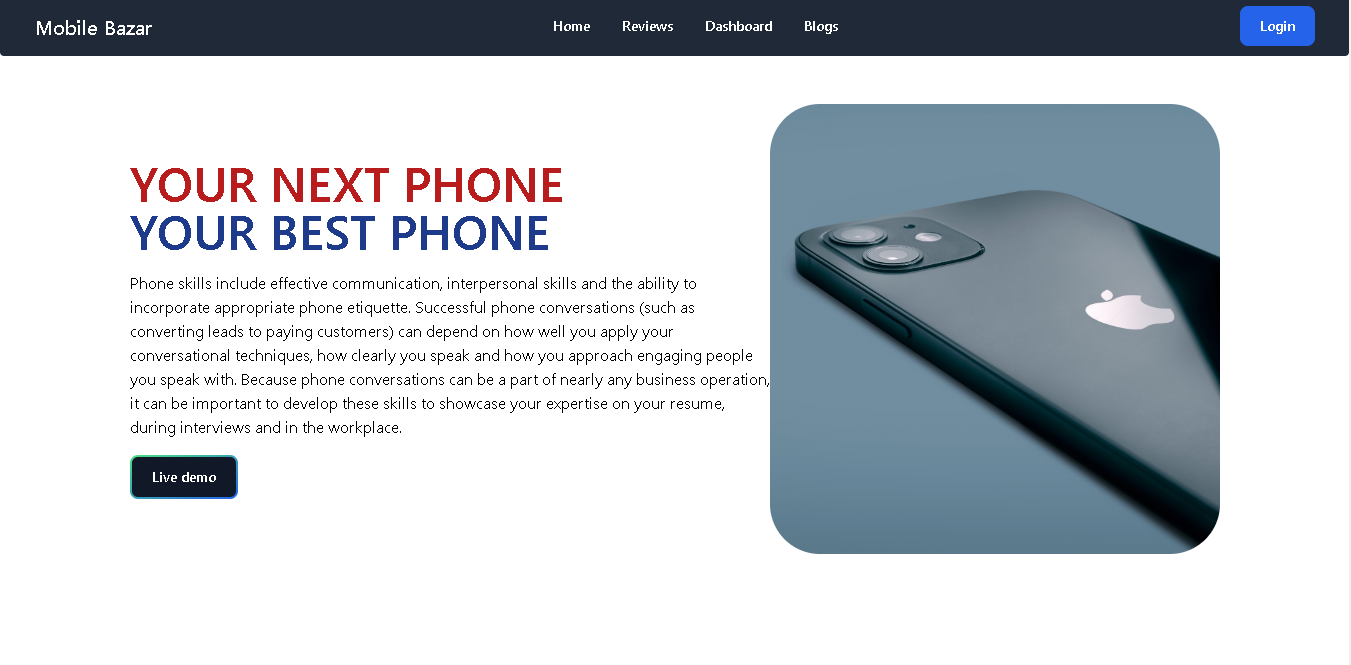 Mobile Bazar
Home
Reviews
Dashboard
Blogs
Login
YOUR NEXT PHONE
YOUR BEST PHONE
Phone skills include effective communication, interpersonal skills and the ability to
incorporate appropriate phone etiquette. Successful phone conversations (such as
converting leads to paying customers) can depend on how well you apply your
conversational techniques, how clearly you speak and how you approach engaging people
you speak with. Because phone conversations can be a part of nearly any business operation,
it can be important to develop these skills to showcase your expertise on your resume,
during interviews and in the workplace.
Live demo